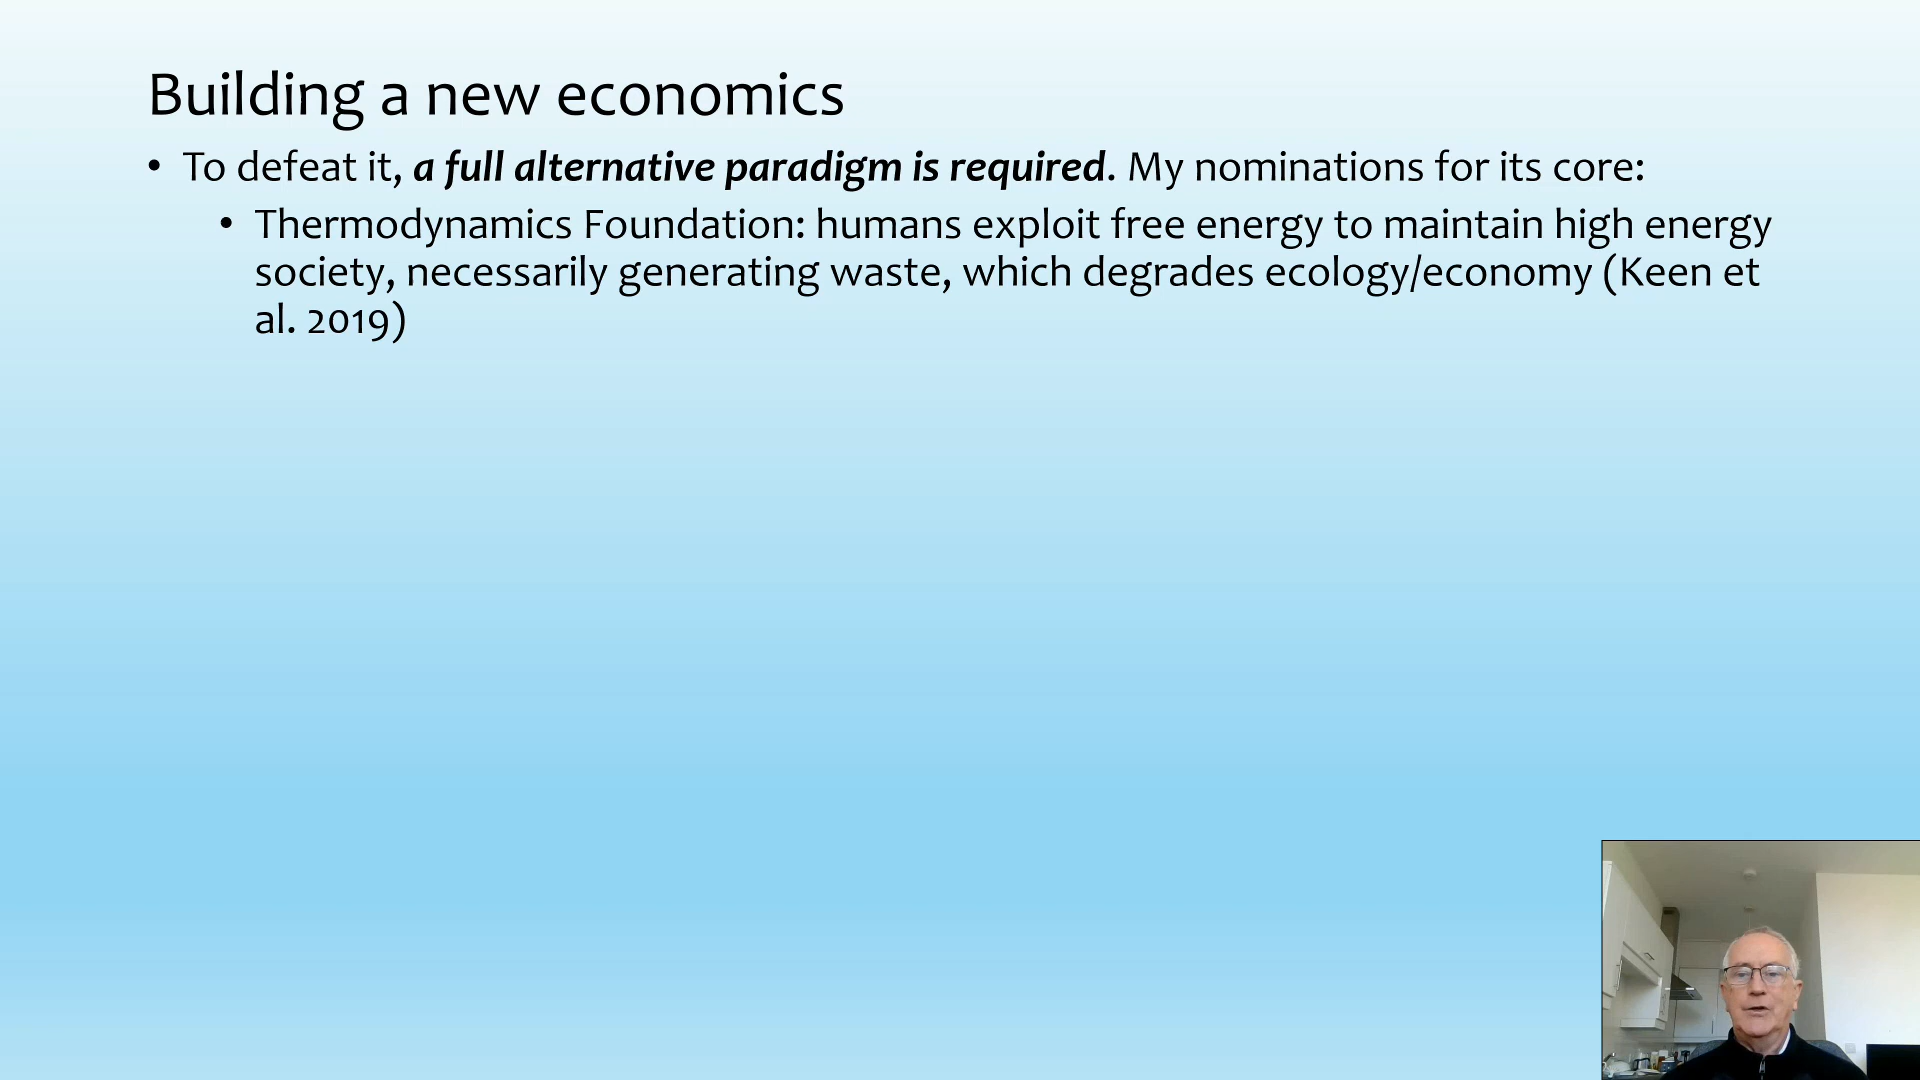 Building a new economics
• To defeat it, a full alternative paradigm is required. My nominations for its core:
• Thermodynamics Foundation: humans exploit free energy to maintain high energy
society, necessarily generating waste, which degrades ecology/economy (Keen et
al. 2019)